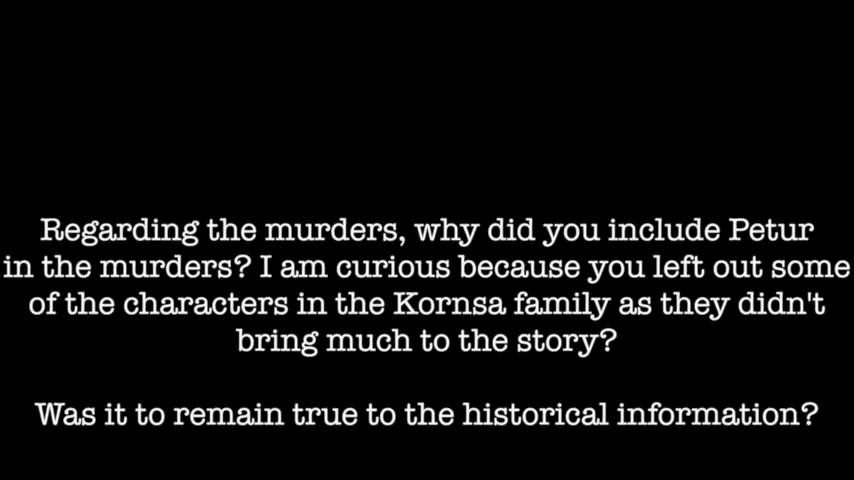 Regarding the murders, why did you include Petur
in the murders? I am curious because you left out some
of the characters in the Kornsa family as they didn't
bring much to the story?
Was it to remain true to the historical information?